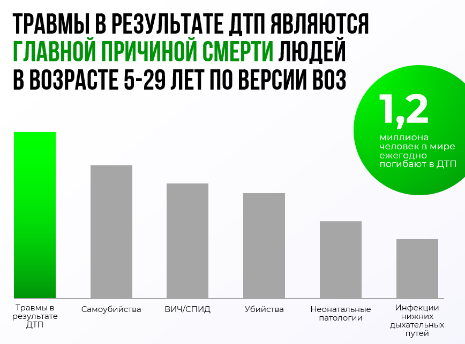 ТРАВМЫ В РЕЗУЛЬТАТЕ ДТП ЯВЛЯЮТСЯ
ГЛАВНОЙ ПРИЧИНОЙ СМЕРТИ ЛЮДЕЙ
В ВОЗРАСТЕ 5-29 ЛЕТ ПО ВЕРСИИ ВОЗ
1,2
миллиона
человек в мире
ежегодно
погибают в ДТП
Травмы в
результате
ДТП
Самоубийства
ВИЧ/СПИД
Убийства
Неонатальные
патологии
Инфекции
нижних
дыхательных
путей